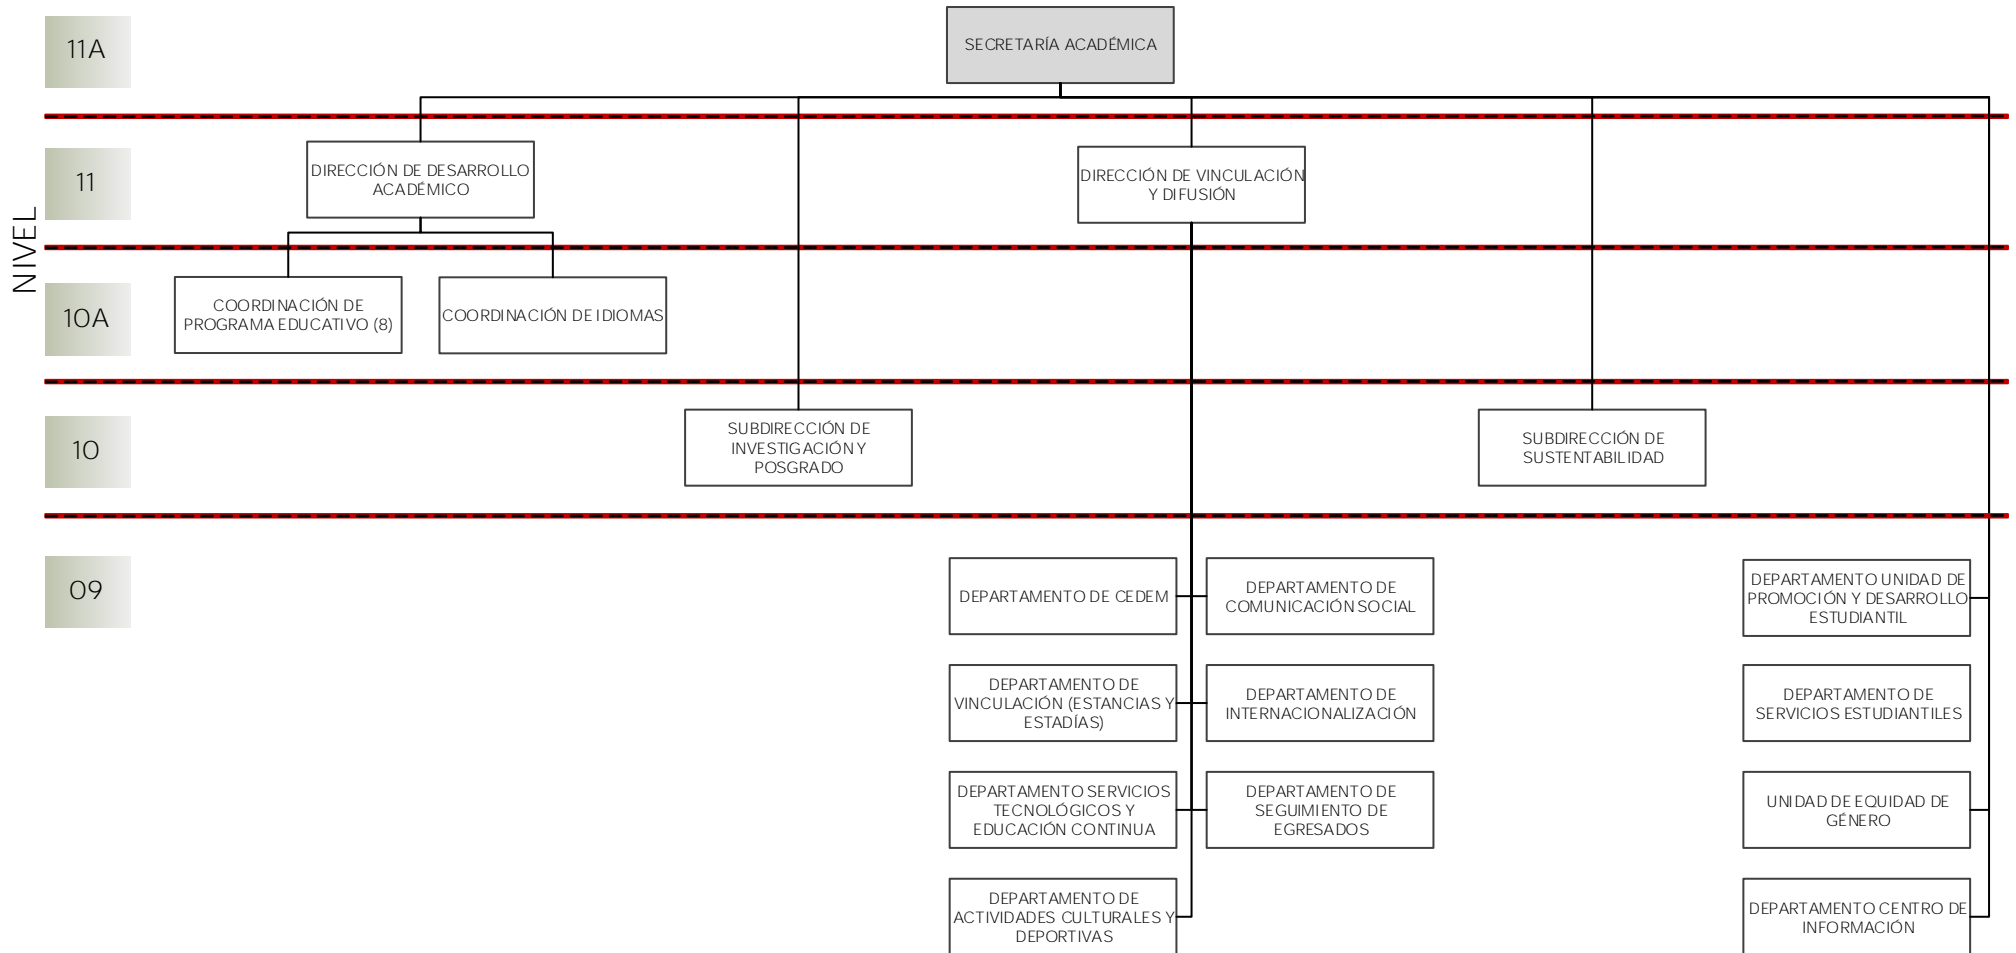 11A
SECRETARÍA ACADÉMICA
NIVEL
11
DIRECCIÓN DE DESARROLLO
ACADÉMICO
DIRECCIÓN DE VINCULACIÓN
Y DIFUSIÓN
10A
COORDINACIÓN DE
PROGRAMA EDUCATIVO (8)
COORDINACIÓN DE IDIOMAS
10
SUBDIRECCIÓN DE
INVESTIGACIÓN Y
POSGRADO
SUBDIRECCIÓN DE
SUSTENTABILIDAD
09
DEPARTAMENTO DE CEDEM
DEPARTAMENTO DE
COMUNICACIÓN SOCIAL
DEPARTAMENTO UNIDAD DE
PROMOCIÓN Y DESARROLLO
ESTUDIANTIL
DEPARTAMENTO DE
VINCULACIÓN (ESTANCIAS Y
ESTADÍAS)
DEPARTAMENTO DE
INTERNACIONALIZACIÓN
DEPARTAMENTO DE
SERVICIOS ESTUDIANTILES
DEPARTAMENTO SERVICIOS
TECNOLÓGICOS Y
EDUCACIÓN CONTINUA
DEPARTAMENTO DE
SEGUIMIENTO DE
EGRESADOS
UNIDAD DE EQUIDAD DE
GÉNERO
DEPARTAMENTO DE
ACTIVIDADES CULTURALES Y
DEPORTIVAS
DEPARTAMENTO CENTRO DE
INFORMACIÓN